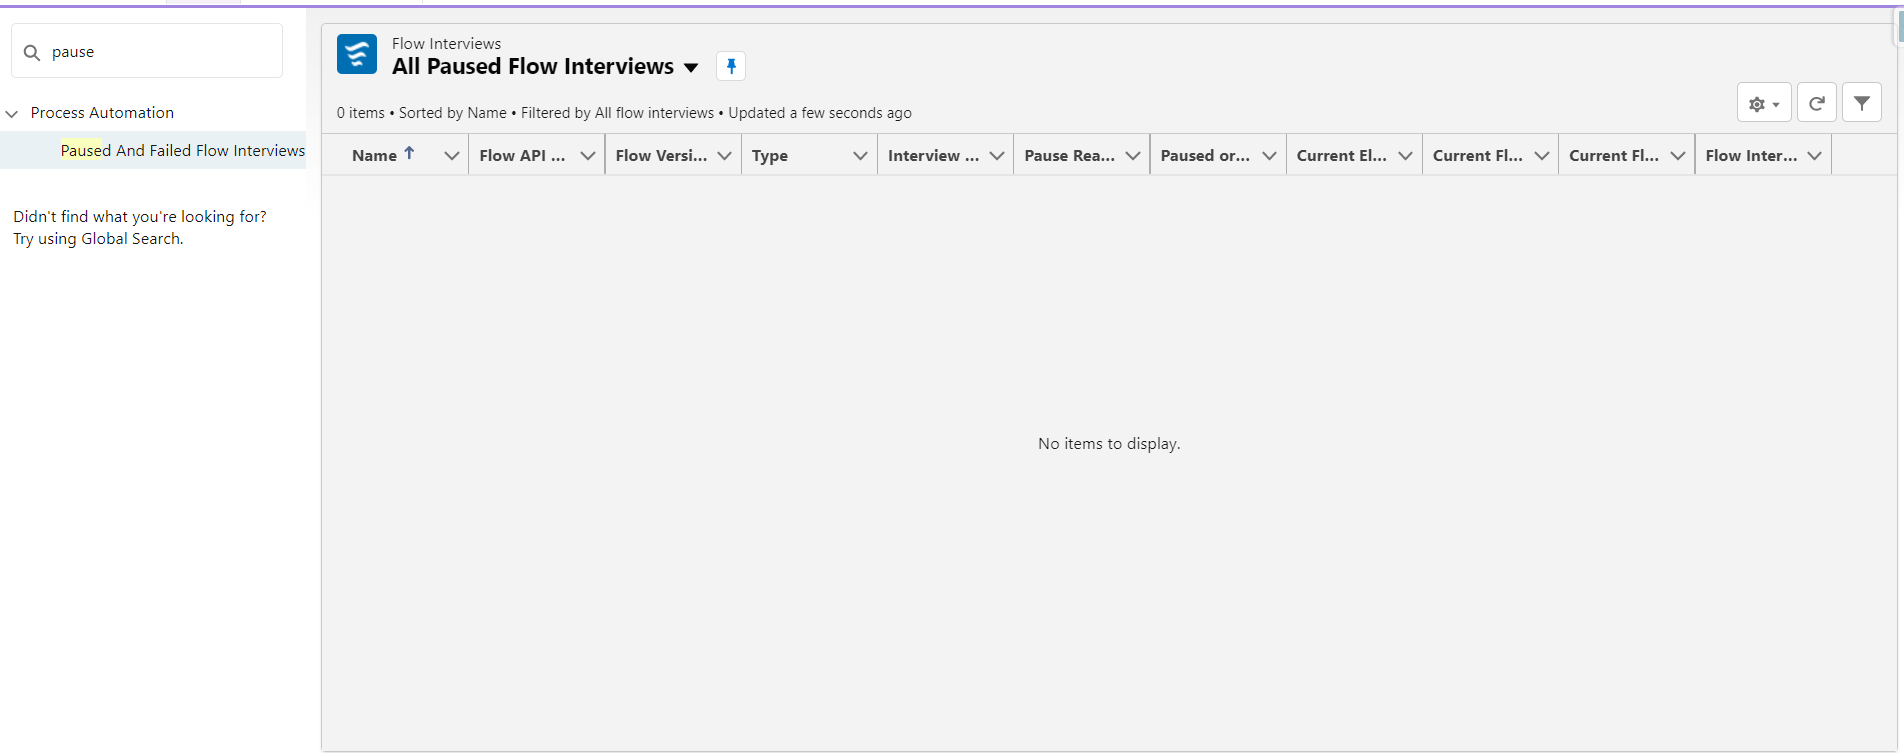 pause
Process Automation
Paused And Failed Flow Interviews
Didn't find what you're looking for?
Try using Global Search.
Flow Interviews
All Paused Flow Interviews
0 items • Sorted by Name • Filtered by All flow interviews • Updated a few seconds ago
Name Flow API ... Flow Versi... Type Interview ... Pause Rea... Paused or... Current El... Current Fl... Current Fl... Flow Inter...
No items to display.